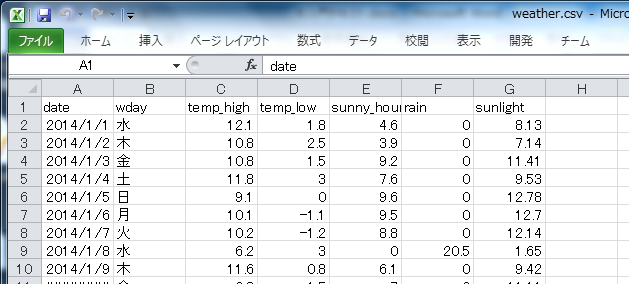 weather.csv - Micro
ファイル ホーム 挿入 ページ レイアウト 数式 データ 校閲 表示 開発 チーム
A1 fx date
A B C D E F G H
1 date wday temp_high temp_low sunny_hou rain sunlight
2 2014/1/1 水 12.1 1.8 4.6 0 8.13
3 2014/1/2 木 10.8 2.5 3.9 0 7.14
4 2014/1/3 金 10.8 1.5 9.2 0 11.41
5 2014/1/4 土 11.8 3 7.6 0 9.53
6 2014/1/5 日 9.1 0 9.6 0 12.78
7 2014/1/6 月 10.1 -1.1 9.5 0 12.7
8 2014/1/7 火 10.2 -1.2 8.8 0 12.14
9 2014/1/8 水 6.2 3 0 20.5 1.65
10 2014/1/9 木 11.6 0.8 6.1 0 9.42